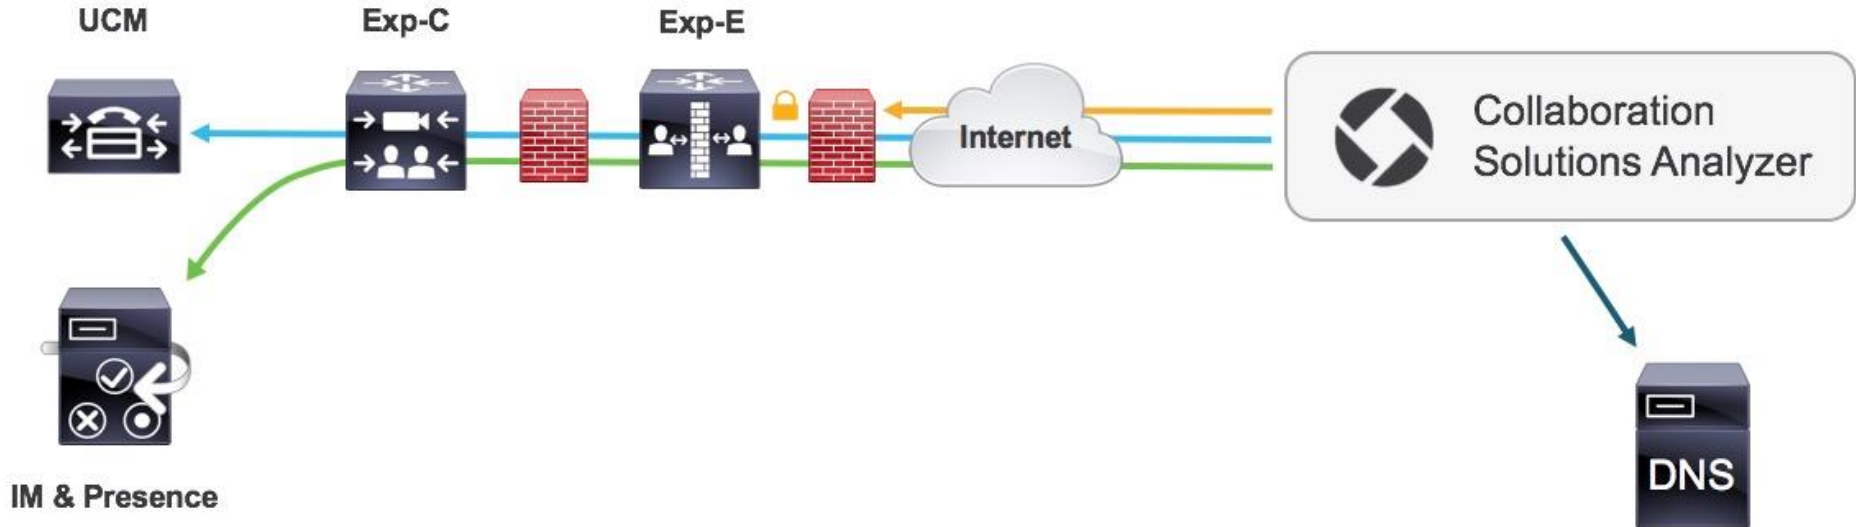 UCM
Exp-C
Exp-E
Internet
Collaboration
Solutions Analyzer
IM & Presence
DNS